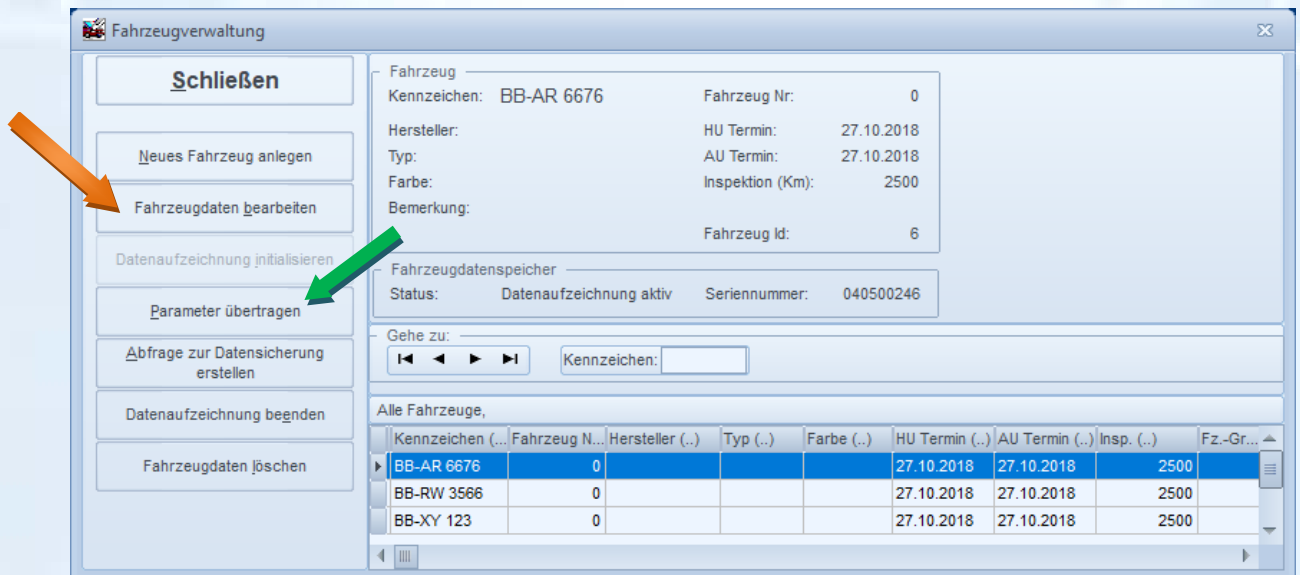 Fahrzeugverwaltung
Schließen
Neues Fahrzeug anlegen
Fahrzeugdaten bearbeiten
Datenaufzeichnung initialisieren
Parameter übertragen
Abfrage zur Datensicherung
erstellen
Datenaufzeichnung beenden
Fahrzeugdaten löschen
Fahrzeug
Kennzeichen: BB-AR 6676 Fahrzeug Nr: 0
Hersteller: HU Termin: 27.10.2018
Typ: AU Termin: 27.10.2018
Farbe: Inspektion (Km): 2500
Bemerkung:
Fahrzeug Id: 6
Fahrzeugdatenspeicher
Status: Datenaufzeichnung aktiv Seriennummer: 040500246
Gehe zu:
Kennzeichen:
Alle Fahrzeuge,
Kennzeichen (... Fahrzeug N... Hersteller (..) Typ (..) Farbe (..) HU Termin (..) AU Termin (..) Insp. (..) Fz.-Gr...
BB-AR 6676 0 27.10.2018 27.10.2018 2500
BB-RW 3566 0 27.10.2018 27.10.2018 2500
BB-XY 123 0 27.10.2018 27.10.2018 2500